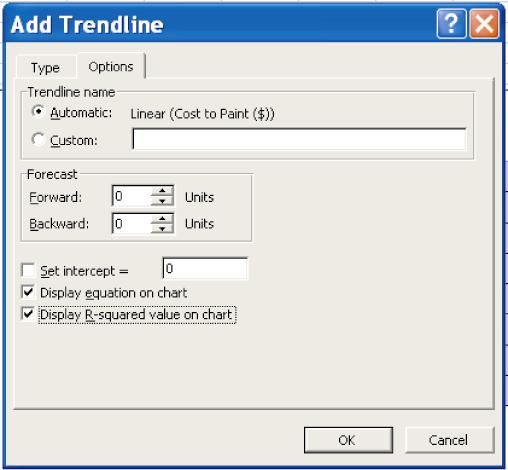 Add Trendline
Type Options
Trendline name
Automatic: Linear (Cost to Paint ($))
Custom:
Forecast
Forward: 0 Units
Backward: 0 Units
Set intercept = 0
Display equation on chart
Display R-squared value on chart
OK Cancel